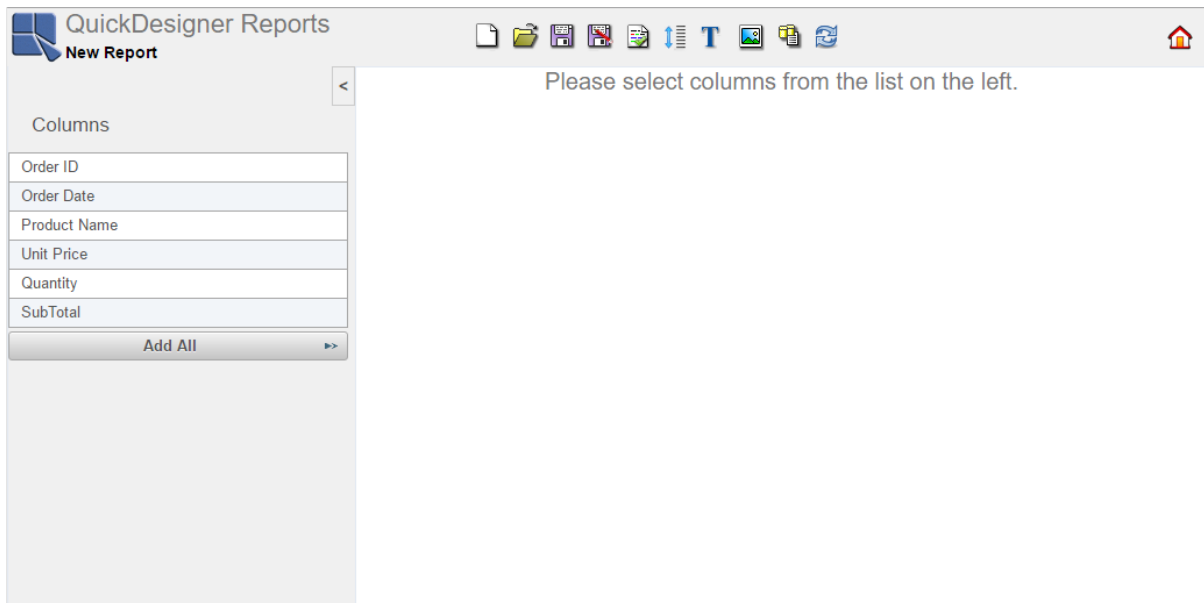 QuickDesigner Reports
New Report
T
Please select columns from the list on the left.
<
Columns
Order ID
Order Date
Product Name
Unit Price
Quantity
SubTotal
Add All